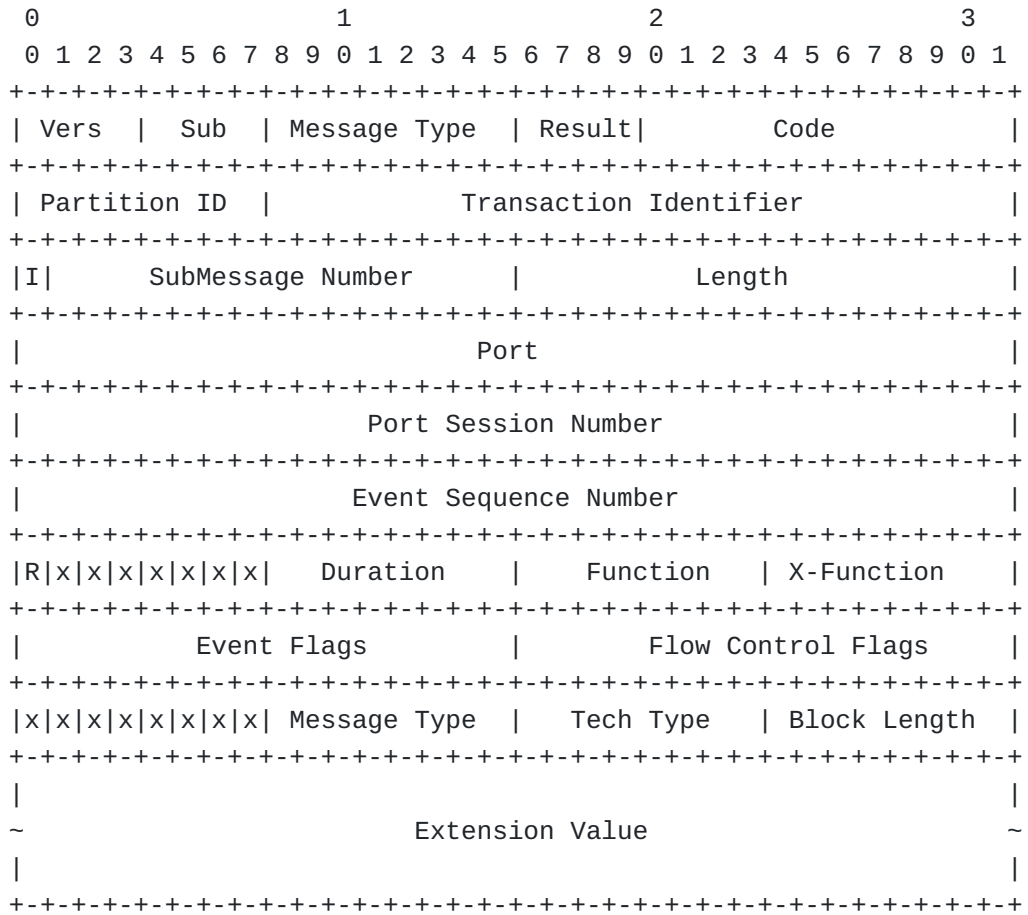 0                   1                   2                   3
 0 1 2 3 4 5 6 7 8 9 0 1 2 3 4 5 6 7 8 9 0 1 2 3 4 5 6 7 8 9 0 1
+-+-+-+-+-+-+-+-+-+-+-+-+-+-+-+-+-+-+-+-+-+-+-+-+-+-+-+-+-+-+-+-+
| Vers  |  Sub  | Message Type  | Result|        Code           |
+-+-+-+-+-+-+-+-+-+-+-+-+-+-+-+-+-+-+-+-+-+-+-+-+-+-+-+-+-+-+-+-+
| Partition ID  |            Transaction Identifier             |
+-+-+-+-+-+-+-+-+-+-+-+-+-+-+-+-+-+-+-+-+-+-+-+-+-+-+-+-+-+-+-+-+
|I|      SubMessage Number      |           Length              |
+-+-+-+-+-+-+-+-+-+-+-+-+-+-+-+-+-+-+-+-+-+-+-+-+-+-+-+-+-+-+-+-+
|                             Port                              |
+-+-+-+-+-+-+-+-+-+-+-+-+-+-+-+-+-+-+-+-+-+-+-+-+-+-+-+-+-+-+-+-+
|                      Port Session Number                      |
+-+-+-+-+-+-+-+-+-+-+-+-+-+-+-+-+-+-+-+-+-+-+-+-+-+-+-+-+-+-+-+-+
|                     Event Sequence Number                     |
+-+-+-+-+-+-+-+-+-+-+-+-+-+-+-+-+-+-+-+-+-+-+-+-+-+-+-+-+-+-+-+-+
|R|x|x|x|x|x|x|x|   Duration    |    Function   | X-Function    |
+-+-+-+-+-+-+-+-+-+-+-+-+-+-+-+-+-+-+-+-+-+-+-+-+-+-+-+-+-+-+-+-+
|           Event Flags         |        Flow Control Flags     |
+-+-+-+-+-+-+-+-+-+-+-+-+-+-+-+-+-+-+-+-+-+-+-+-+-+-+-+-+-+-+-+-+
|x|x|x|x|x|x|x|x| Message Type  |   Tech Type   | Block Length  |
+-+-+-+-+-+-+-+-+-+-+-+-+-+-+-+-+-+-+-+-+-+-+-+-+-+-+-+-+-+-+-+-+
|                                                               |
~                         Extension Value                       ~
|                                                               |
+-+-+-+-+-+-+-+-+-+-+-+-+-+-+-+-+-+-+-+-+-+-+-+-+-+-+-+-+-+-+-+-+